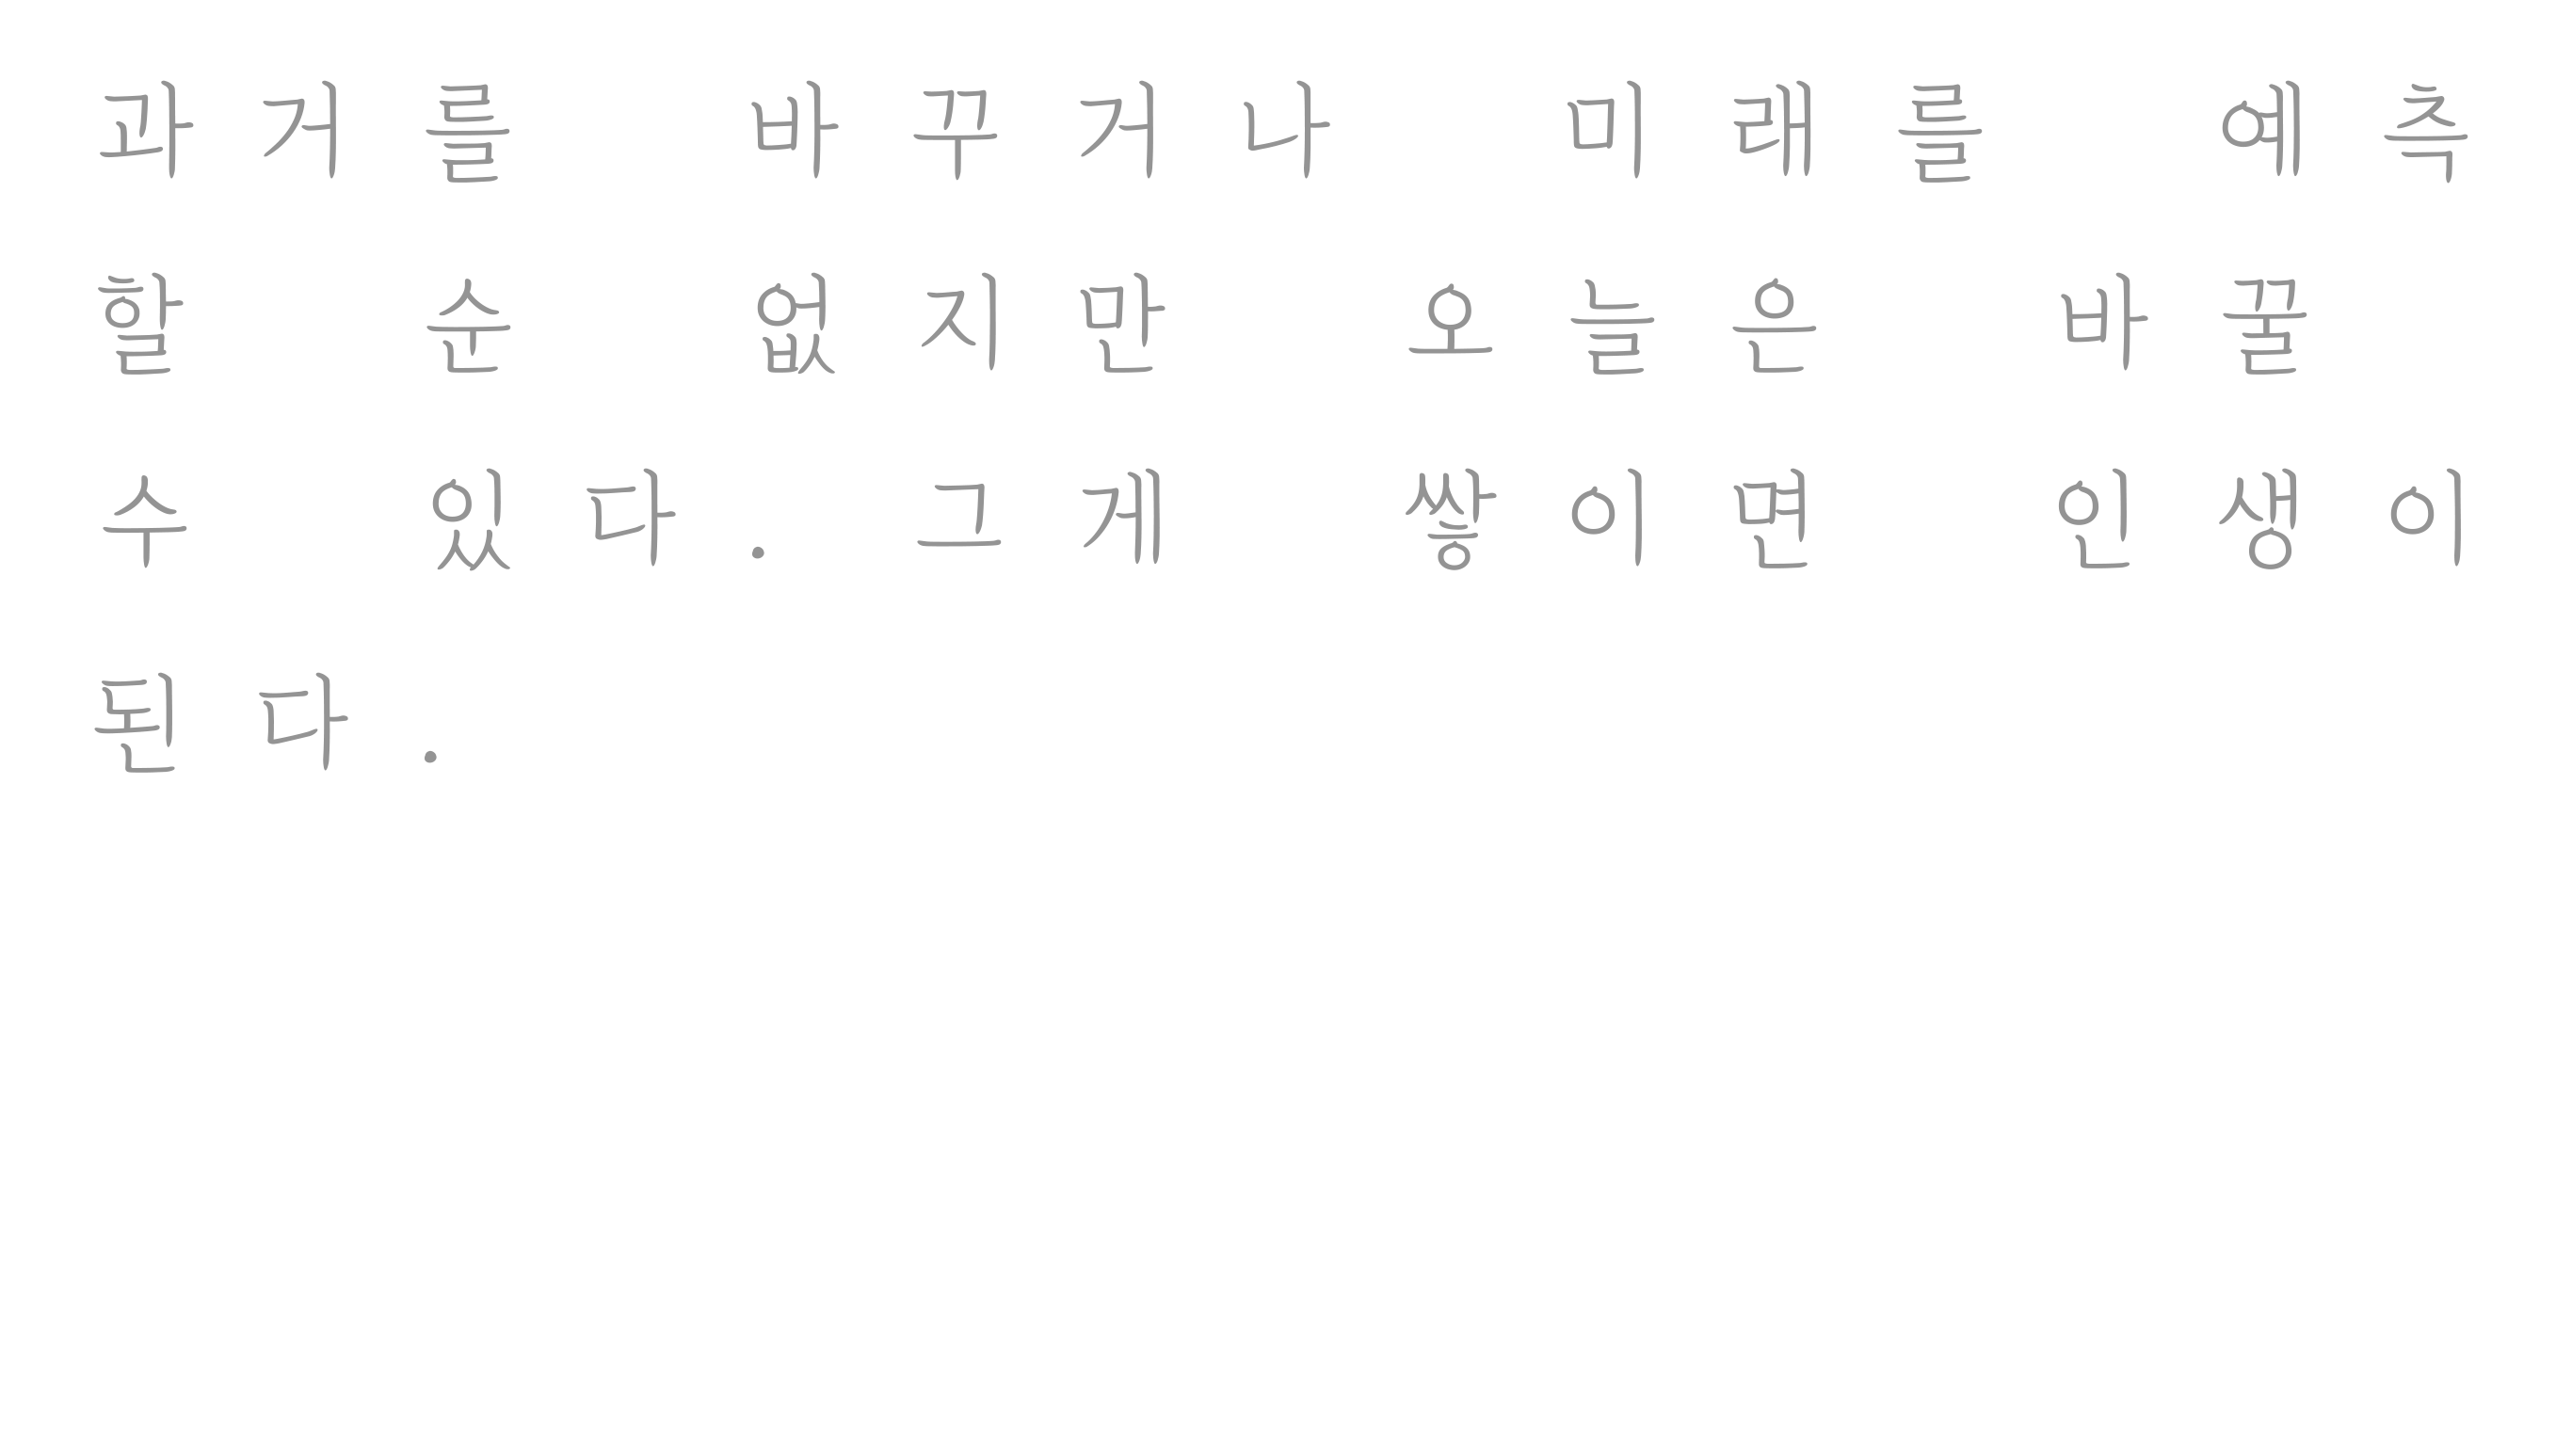 과거를 바꾸거나 미래를 예측
할 순 없지만 오늘은 바꿀
수 있다. 그게 쌓이면 인생이
된다.